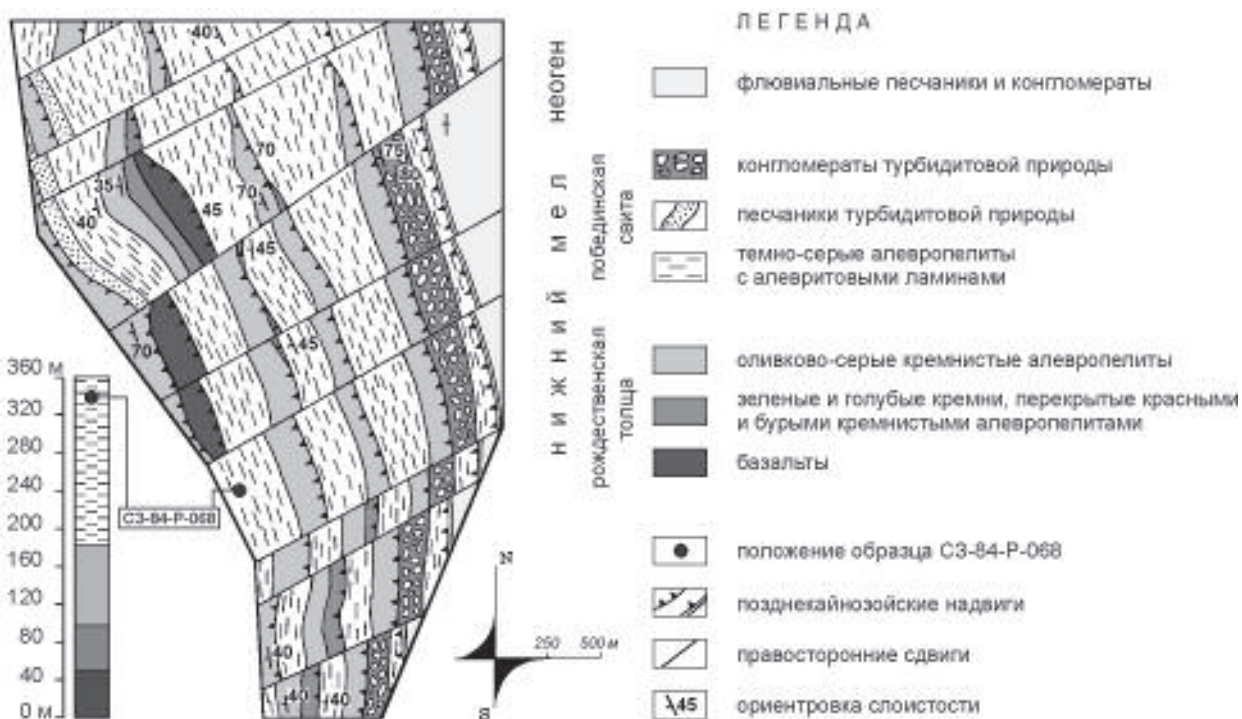 ЛЕГЕНДА
флювиальные песчаники и конгломераты
конгломераты турбидитовой природы
песчаники турбидитовой природы
темно-серые алевропелиты
с алевритовыми ламинами
оливково-серые кремнистые алевропелиты
зеленые и голубые кремни, перекрытые красными
и бурыми кремнистыми алевропелитами
базальты
положение образца СЗ-84-Р-068
позднекайнозойские надвиги
правосторонние сдвиги
45
ориентровка слоистости
неоген
нижний мел
побединская
свита
рождественская
толща
40
70
35
75
80
40
45
70
45
70
45
40
40
40
360 м
320
280
240
200
160
120
80
40
0 м
СЗ-84-Р-068
N
S
250
500 м